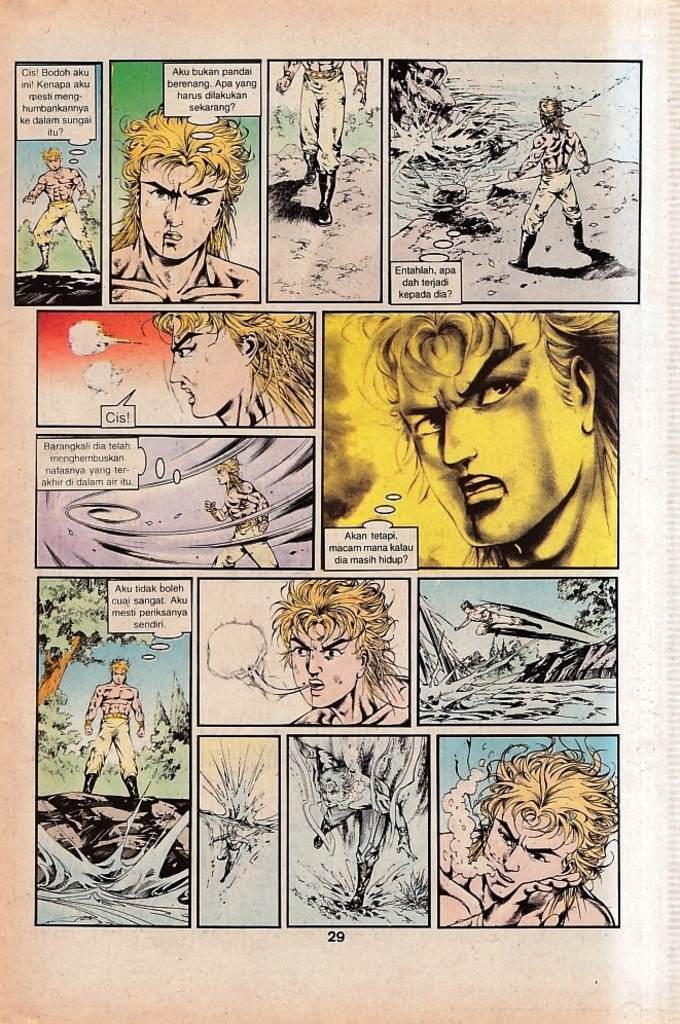 Cis! Bodoh aku
ini! Kenapa aku
mesti meng-
humbankannya
ke dalam sungai
itu?
Aku bukan pandai
berenang. Apa yang
harus dilakukan
sekarang?
Entahlah, apa
dah terjadi
kepada dia?
Cis!
Barangkali dia telah
menghembuskan
nafasnya yang ter-
akhir di dalam air itu.
Akan tetapi,
macam mana kalau
dia masih hidup?
Aku tidak boleh
cuai sangat. Aku
mesti periksanya
sendiri.
29